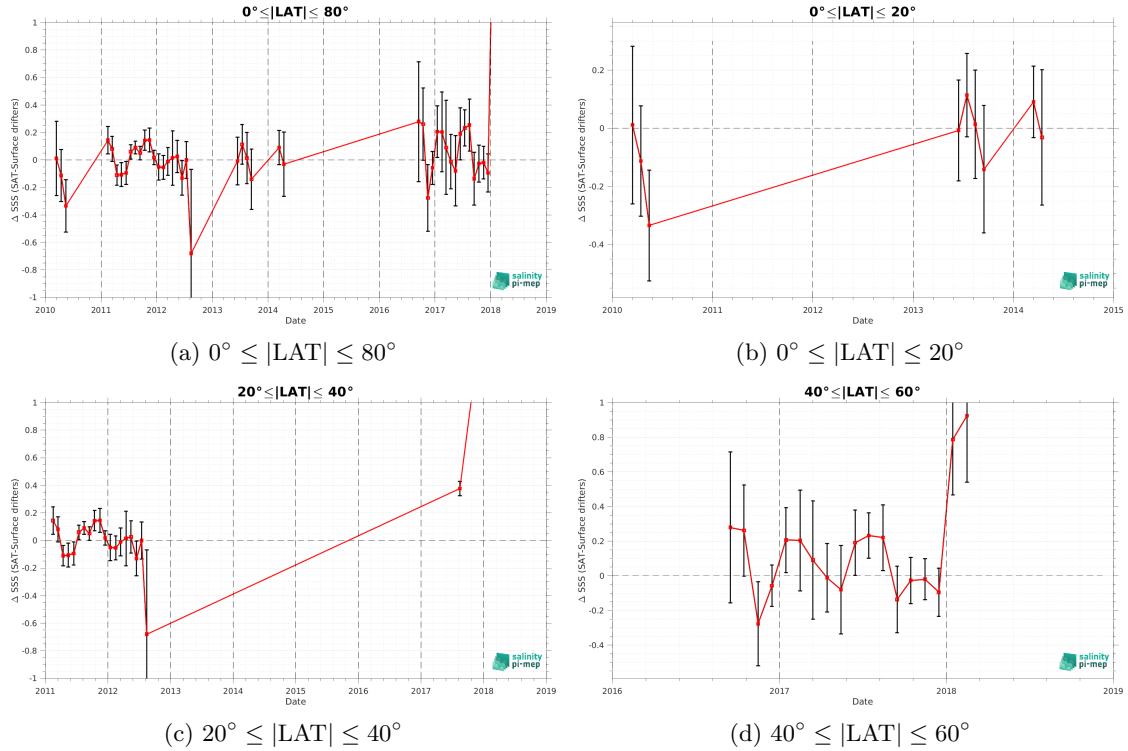 0°≤|LAT|≤ 80°
Δ SSS (SAT-Surface drifters)
1
0.8
0.6
0.4
0.2
0
-0.2
-0.4
-0.6
-0.8
-1
2010 2011 2012 2013 2014 2015 2016 2017 2018 2019
Date
salinity
pi-mep
(a) 0° ≤ |LAT| ≤ 80°
0°≤|LAT|≤ 20°
Δ SSS (SAT-Surface drifters)
0.2
0
-0.2
-0.4
2010 2011 2012 2013 2014 2015
Date
salinity
pi-mep
(b) 0° ≤ |LAT| ≤ 20°
20°≤|LAT|≤ 40°
Δ SSS (SAT-Surface drifters)
1
0.8
0.6
0.4
0.2
0
-0.2
-0.4
-0.6
-0.8
-1
2011 2012 2013 2014 2015 2016 2017 2018 2019
Date
salinity
pi-mep
(c) 20° ≤ |LAT| ≤ 40°
40°≤|LAT|≤ 60°
Δ SSS (SAT-Surface drifters)
1
0.8
0.6
0.4
0.2
0
-0.2
-0.4
2016 2017 2018 2019
Date
salinity
pi-mep
(d) 40° ≤ |LAT| ≤ 60°